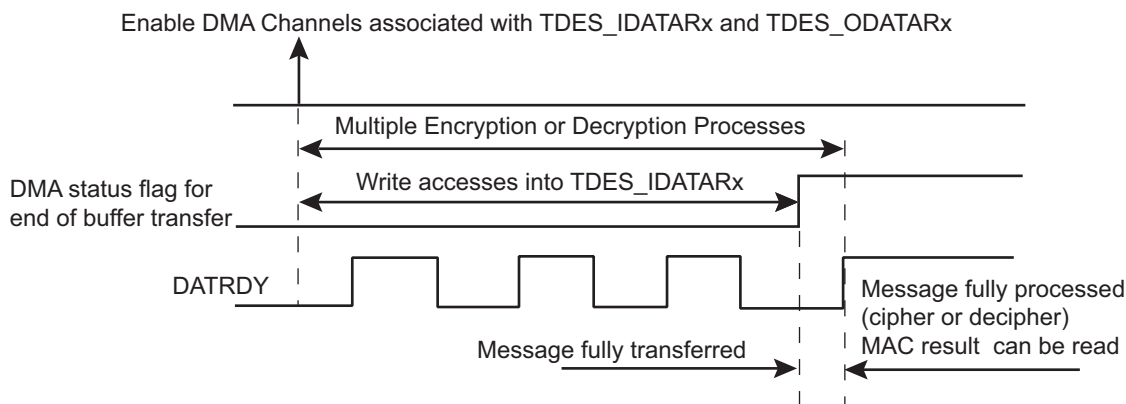 Enable DMA Channels associated with TDES_IDATARx and TDES_ODATARx
Multiple Encryption or Decryption Processes
Write accesses into TDES_IDATARx
DMA status flag for
end of buffer transfer
DATRDY
Message fully processed
(cipher or decipher)
MAC result can be read
Message fully transferred